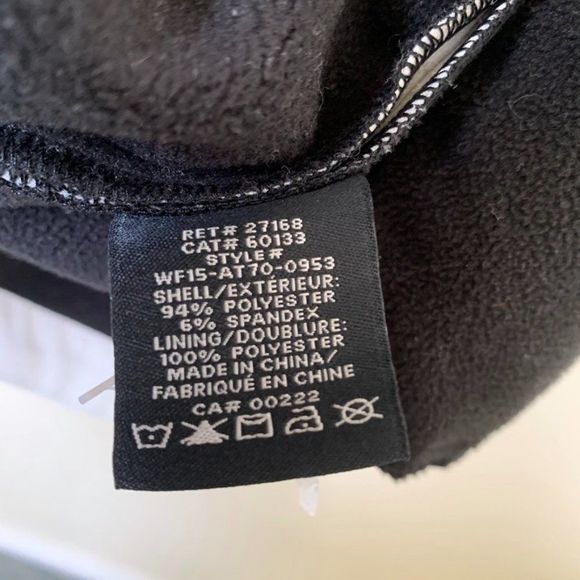 RET# 27168
CAT# 60133
STYLE#
WF15-AT70-0953
SHELL/EXTÉRIEUR:
94% POLYESTER
6% SPANDEX
LINING/DOUBLURE:
100% POLYESTER
MADE IN CHINA/
FABRIQUÉ EN CHINE
CA# 00222